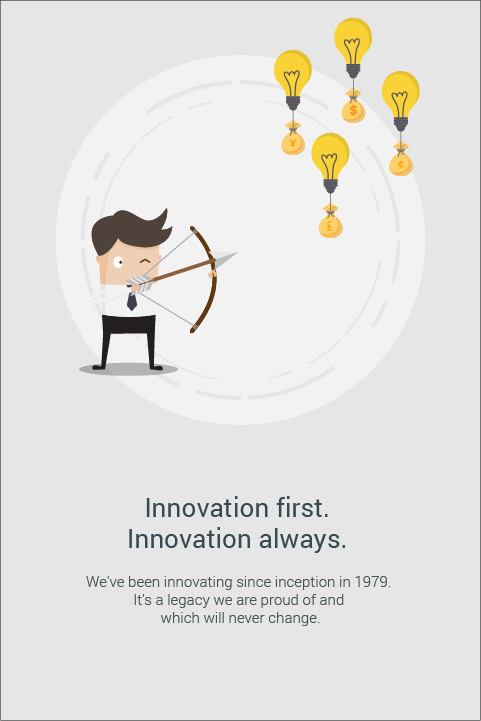 $
¥
¢
£
Innovation first.
Innovation always.
We've been innovating since inception in 1979.
It's a legacy we are proud of and
which will never change.